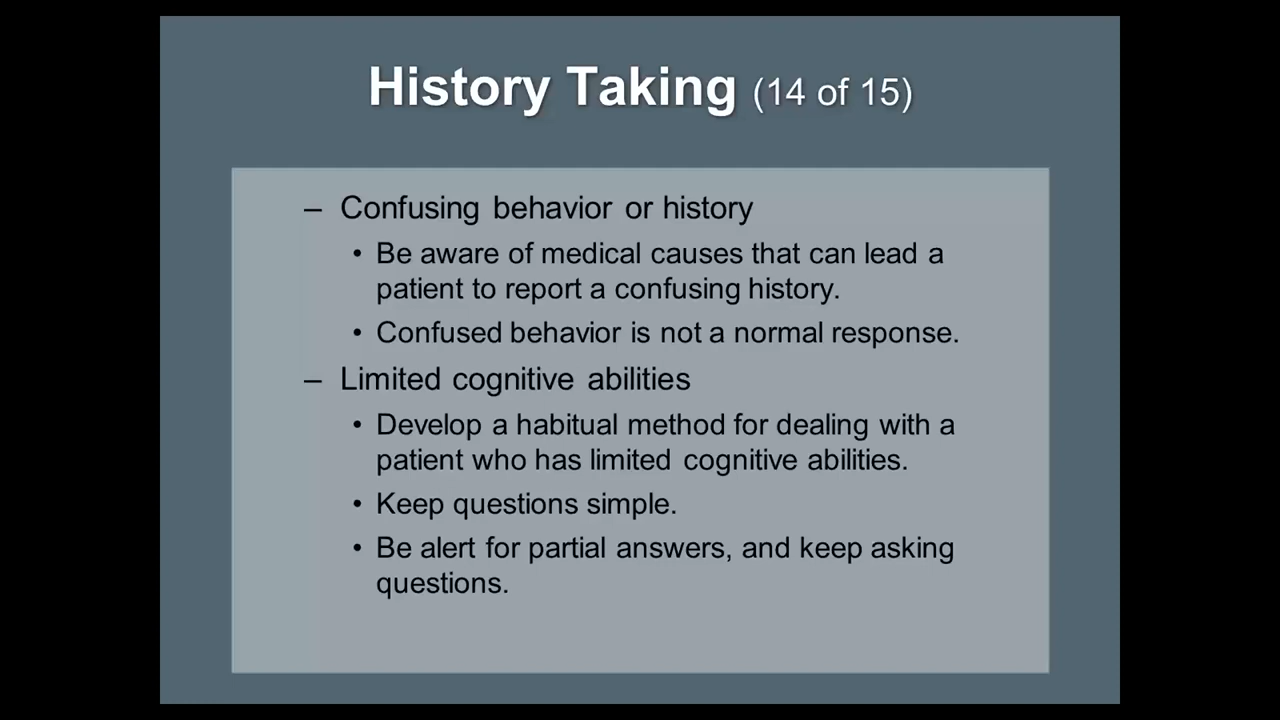 History Taking (14 of 15)
– Confusing behavior or history
• Be aware of medical causes that can lead a
patient to report a confusing history.
• Confused behavior is not a normal response.
– Limited cognitive abilities
• Develop a habitual method for dealing with a
patient who has limited cognitive abilities.
• Keep questions simple.
• Be alert for partial answers, and keep asking
questions.